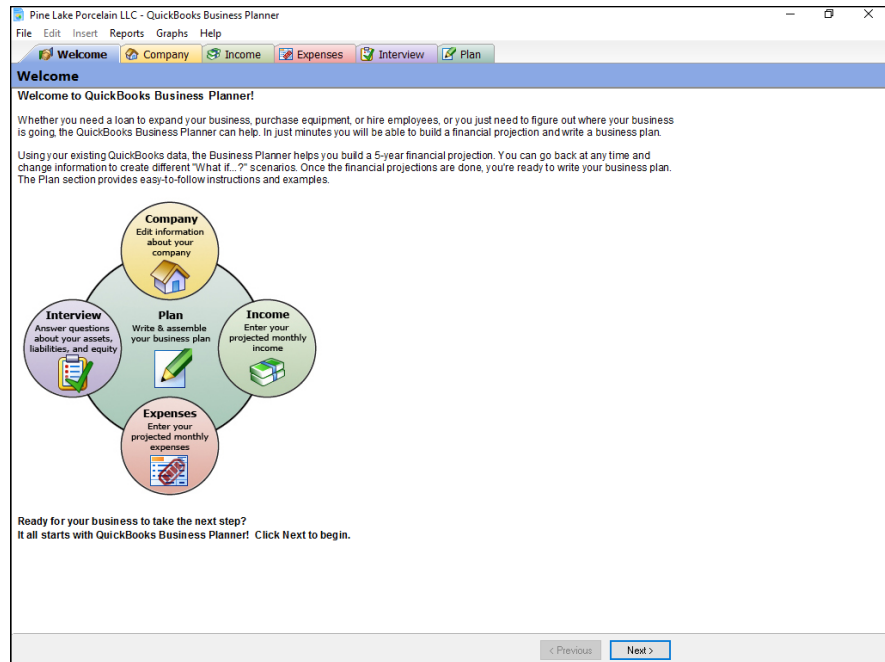 Pine Lake Porcelain LLC - QuickBooks Business Planner
File Edit Insert Reports Graphs Help
Welcome Company Income Expenses Interview Plan
Welcome
Welcome to QuickBooks Business Planner!
Whether you need a loan to expand your business, purchase equipment, or hire employees, or you just need to figure out where your business
is going, the QuickBooks Business Planner can help. In just minutes you will be able to build a financial projection and write a business plan.
Using your existing QuickBooks data, the Business Planner helps you build a 5-year financial projection. You can go back at any time and
change information to create different "What if...?" scenarios. Once the financial projections are done, you're ready to write your business plan.
The Plan section provides easy-to-follow instructions and examples.
Company
Edit information
about your
company
Interview
Answer questions
about your assets,
liabilities, and equity
Plan
Write & assemble
your business plan
Income
Enter your
projected monthly
income
Expenses
Enter your
projected monthly
expenses
Ready for your business to take the next step?
It all starts with QuickBooks Business Planner! Click Next to begin.
< Previous Next >